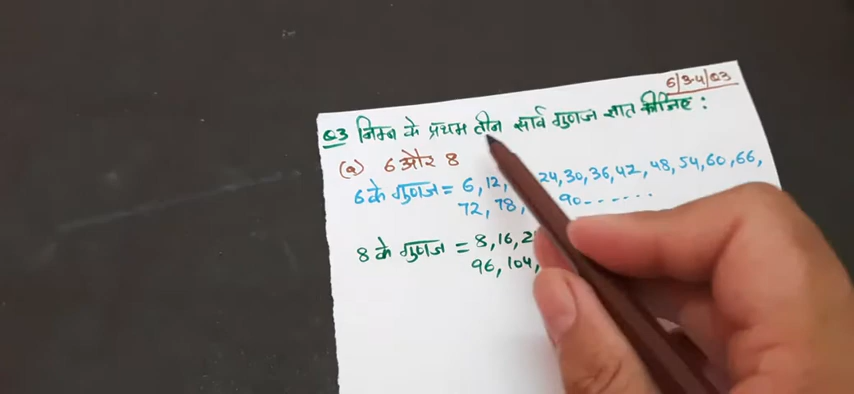 6/3.4/Q3
Q3 निम्न के प्रथम तीन सार्व गुणज ज्ञात कीजिए :
(a) 6 और 8
6 के गुणज = 6, 12, 24, 30, 36, 42, 48, 54, 60, 66,
72, 78, 90.......
8 के गुणज = 8, 16, 2
96, 104,